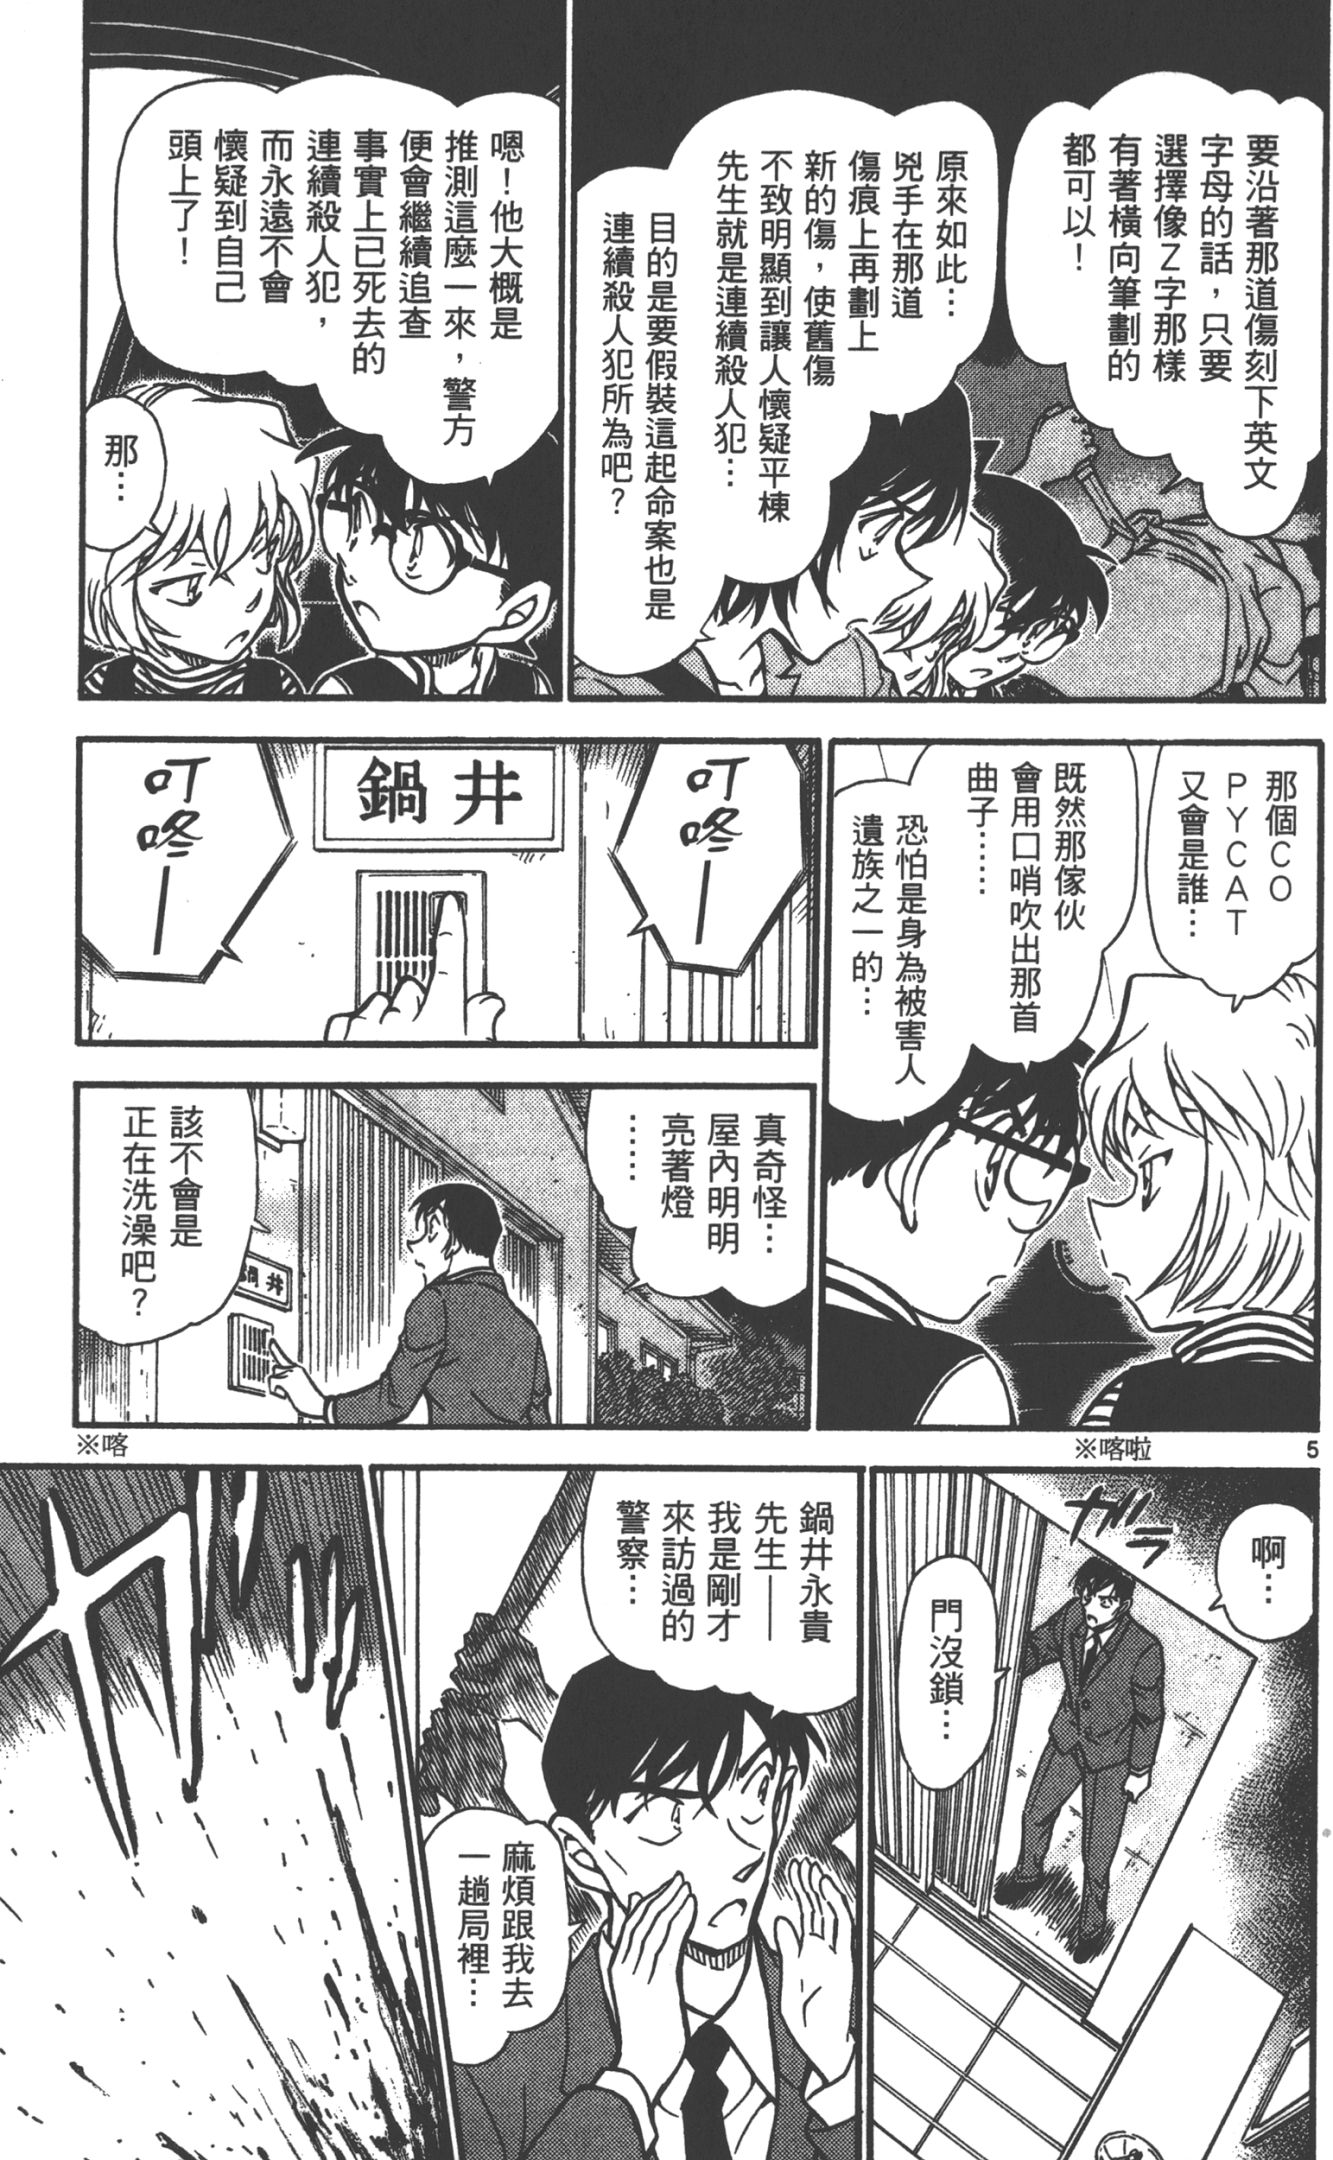 要沿著那道傷刻下英文
字母的話，只要
選擇像Z字那樣
有著橫向筆劃的
都可以！
原來如此…
兇手在那道
傷痕上再劃上
新的傷，使舊傷
不致明顯到讓人懷疑平棟
先生就是連續殺人犯…
目的是要假裝這起命案也是
連續殺人犯所為吧？
嗯！他大概是
推測這麼一來，警方
便會繼續追查
事實上已死去的
連續殺人犯，
而永遠不會
懷疑到自己
頭上了！
那…
那個CO
PYCAT
又會是誰…
既然那傢伙
會用口哨吹出那首
曲子……
恐怕是身為被害人
遺族之一的…
叮咚—
鍋井
叮咚—
真奇怪…
屋內明明
亮著燈
……
該不會是
正在洗澡吧？
鍋井
※喀
※喀啦
5
啊…
ガラ
門沒鎖…
鍋井永貴
先生——
我是剛才
來訪過的
警察…
麻煩跟我去
一趟局裡…
ガ